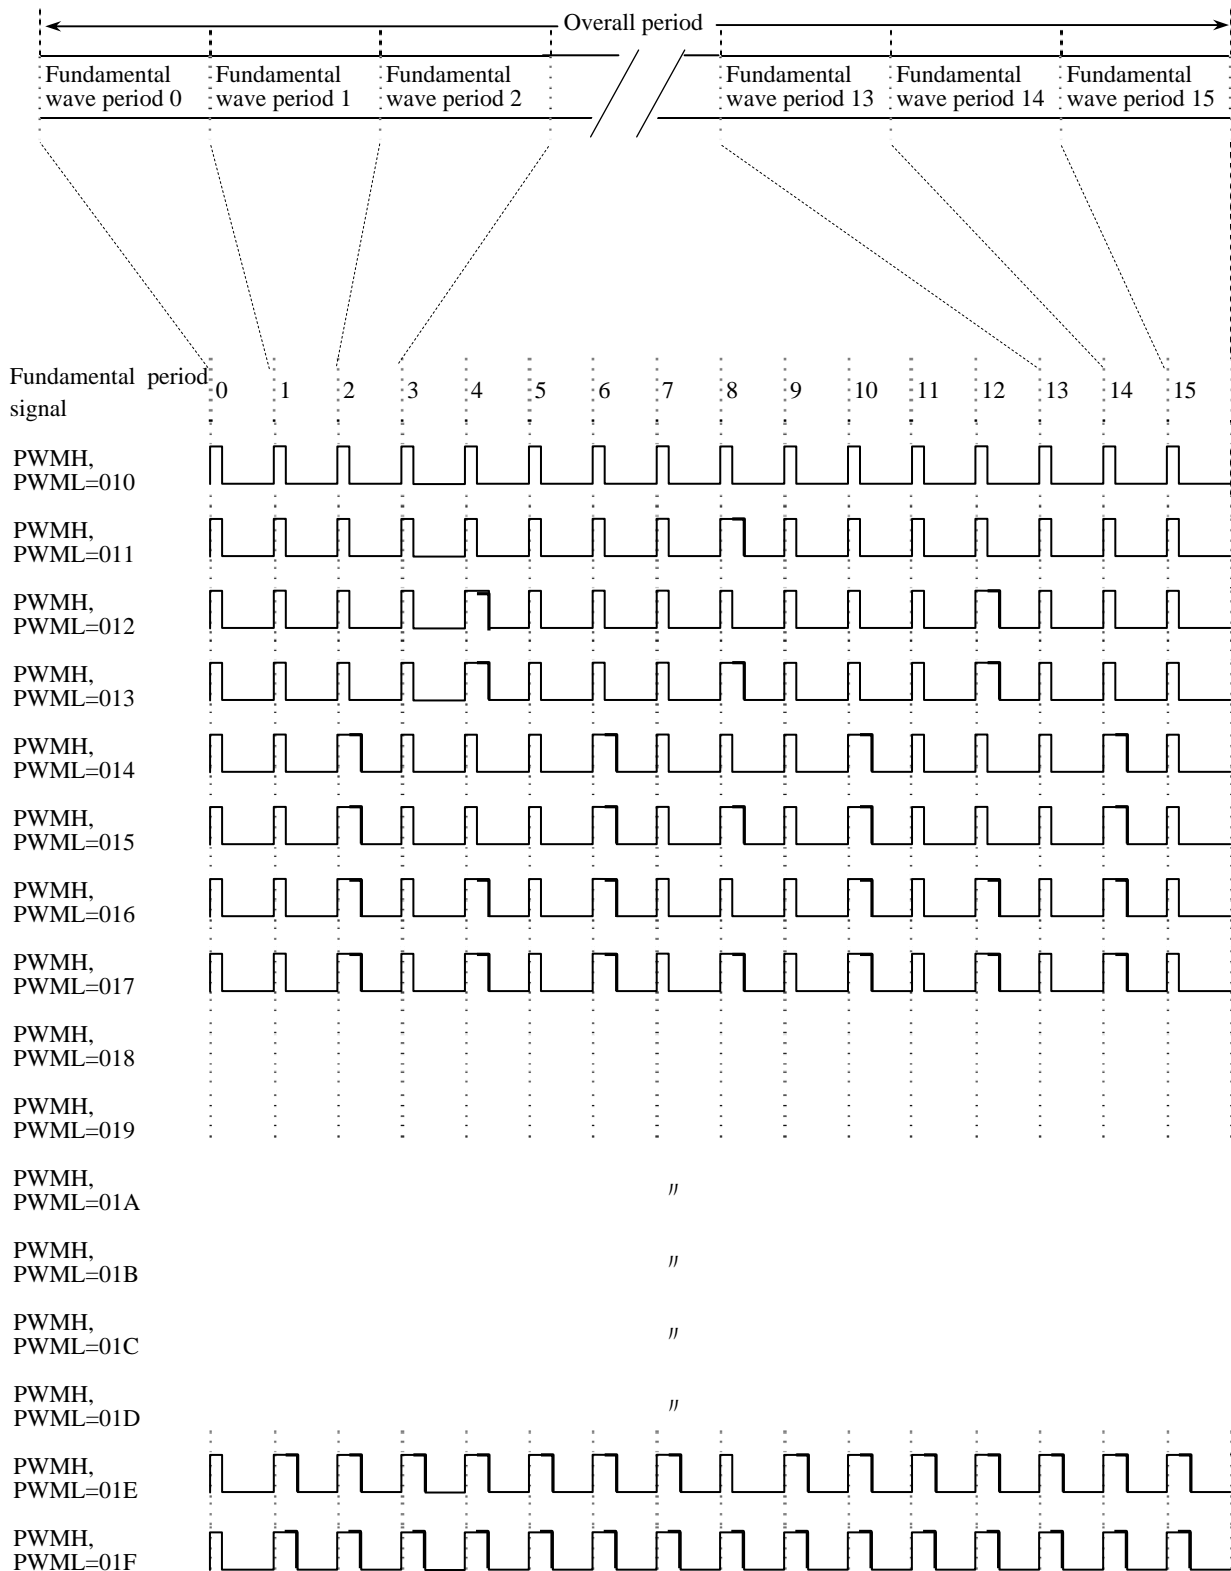 Overall period
Fundamental
wave period 0
Fundamental
wave period 1
Fundamental
wave period 2
Fundamental
wave period 13
Fundamental
wave period 14
Fundamental
wave period 15
Fundamental period
signal
0 1 2 3 4 5 6 7 8 9 10 11 12 13 14 15
PWMH,
PWML=010
PWMH,
PWML=011
PWMH,
PWML=012
PWMH,
PWML=013
PWMH,
PWML=014
PWMH,
PWML=015
PWMH,
PWML=016
PWMH,
PWML=017
PWMH,
PWML=018
PWMH,
PWML=019
PWMH,
PWML=01A
〃
PWMH,
PWML=01B
〃
PWMH,
PWML=01C
〃
PWMH,
PWML=01D
〃
PWMH,
PWML=01E
PWMH,
PWML=01F